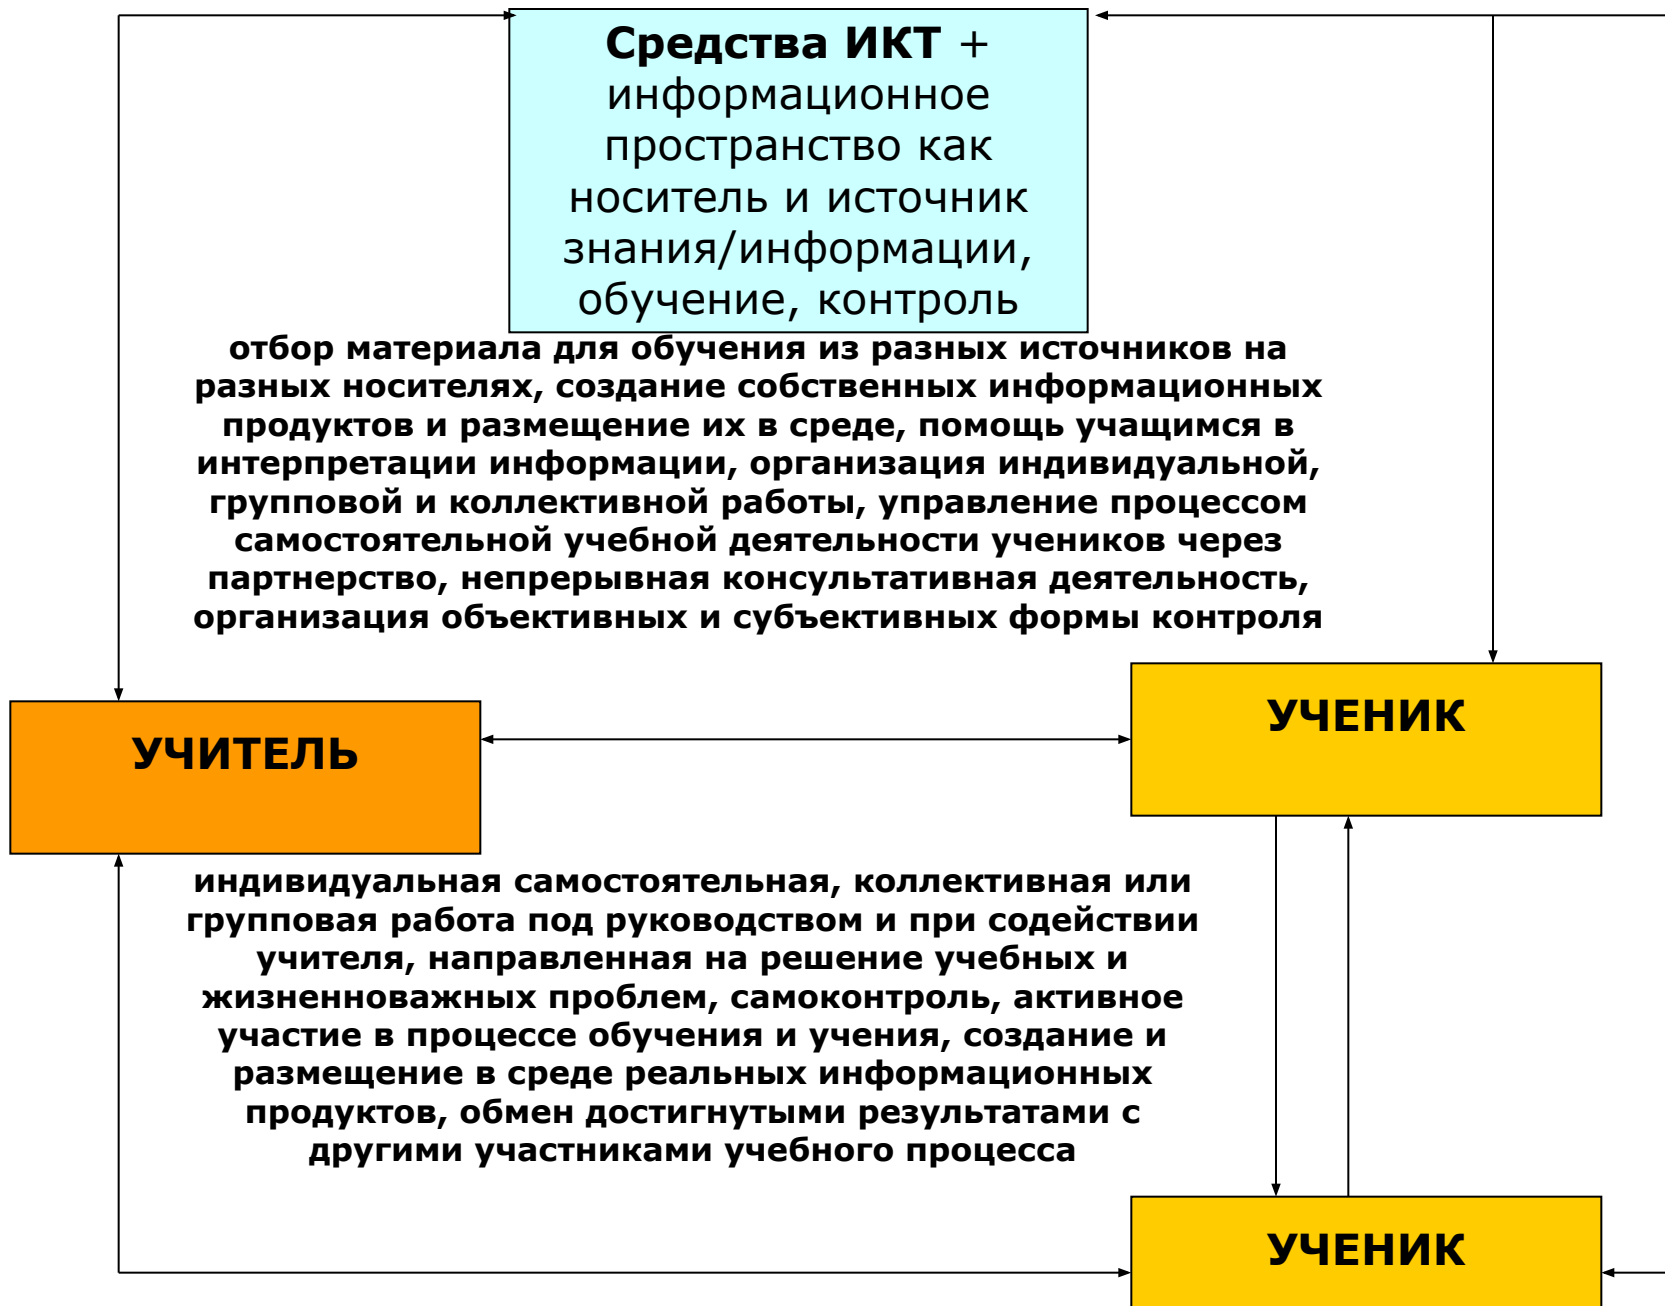 Средства ИКТ +
информационное
пространство как
носитель и источник
знания/информации,
обучение, контроль
отбор материала для обучения из разных источников на
разных носителях, создание собственных информационных
продуктов и размещение их в среде, помощь учащимся в
интерпретации информации, организация индивидуальной,
групповой и коллективной работы, управление процессом
самостоятельной учебной деятельности учеников через
партнерство, непрерывная консультативная деятельность,
организация объективных и субъективных формы контроля
УЧИТЕЛЬ
УЧЕНИК
индивидуальная самостоятельная, коллективная или
групповая работа под руководством и при содействии
учителя, направленная на решение учебных и
жизненноважных проблем, самоконтроль, активное
участие в процессе обучения и учения, создание и
размещение в среде реальных информационных
продуктов, обмен достигнутыми результатами с
другими участниками учебного процесса
УЧЕНИК